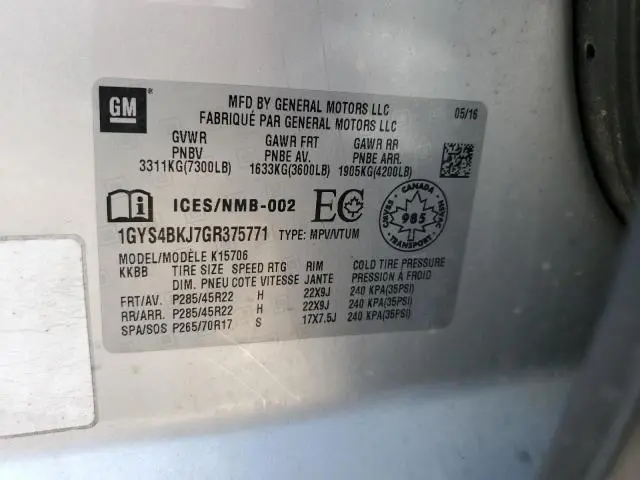 GM ®
MFD BY GENERAL MOTORS LLC
FABRIQUÉ PAR GENERAL MOTORS LLC
05/16
GVWR GAWR FRT GAWR RR
PNBV PNBE AV. PNBE ARR.
3311KG(7300LB) 1633KG(3600LB) 1905KG(4200LB)
i ICES/NMB-002 EC
CANADA
CMVSS NSVAC
985
1GYS4BKJ7GR375771 TYPE: MPV/VTUM
MODEL/MODÈLE K15706
KKBB TIRE SIZE SPEED RTG RIM COLD TIRE PRESSURE
DIM. PNEU COTE VITESSE JANTE PRESSION À FROID
FRT/AV. P285/45R22 H 22X9J 240 KPA(35PSI)
RR/ARR. P285/45R22 H 22X9J 240 KPA(35PSI)
SPA/SOS P265/70R17 S 17X7.5J 240 KPA(35PSI)